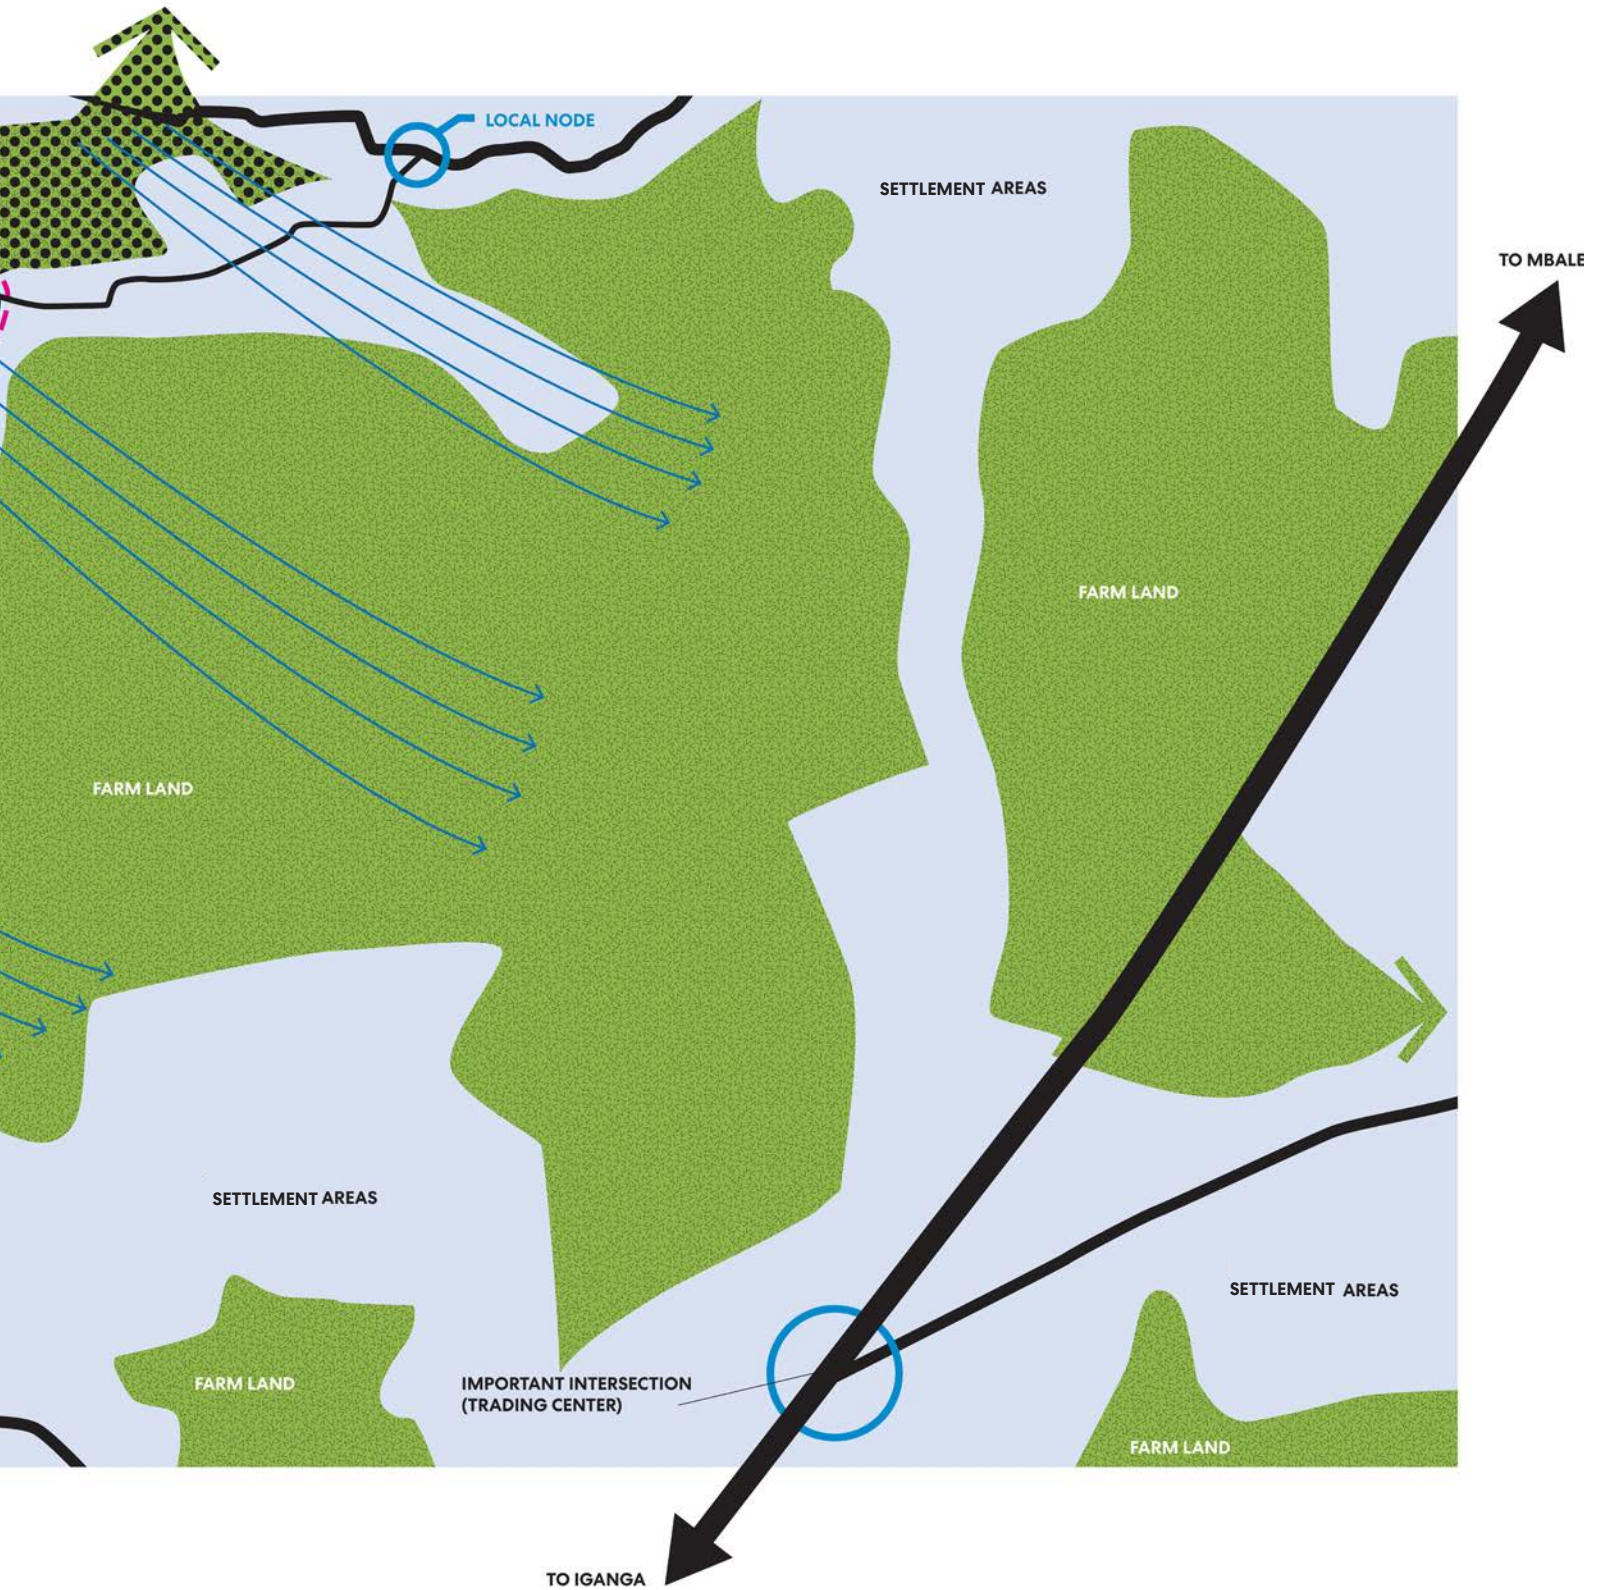 LOCAL NODE
SETTLEMENT AREAS
TO MBALE
FARM LAND
FARM LAND
SETTLEMENT AREAS
SETTLEMENT AREAS
FARM LAND
IMPORTANT INTERSECTION
(TRADING CENTER)
FARM LAND
TO IGANGA